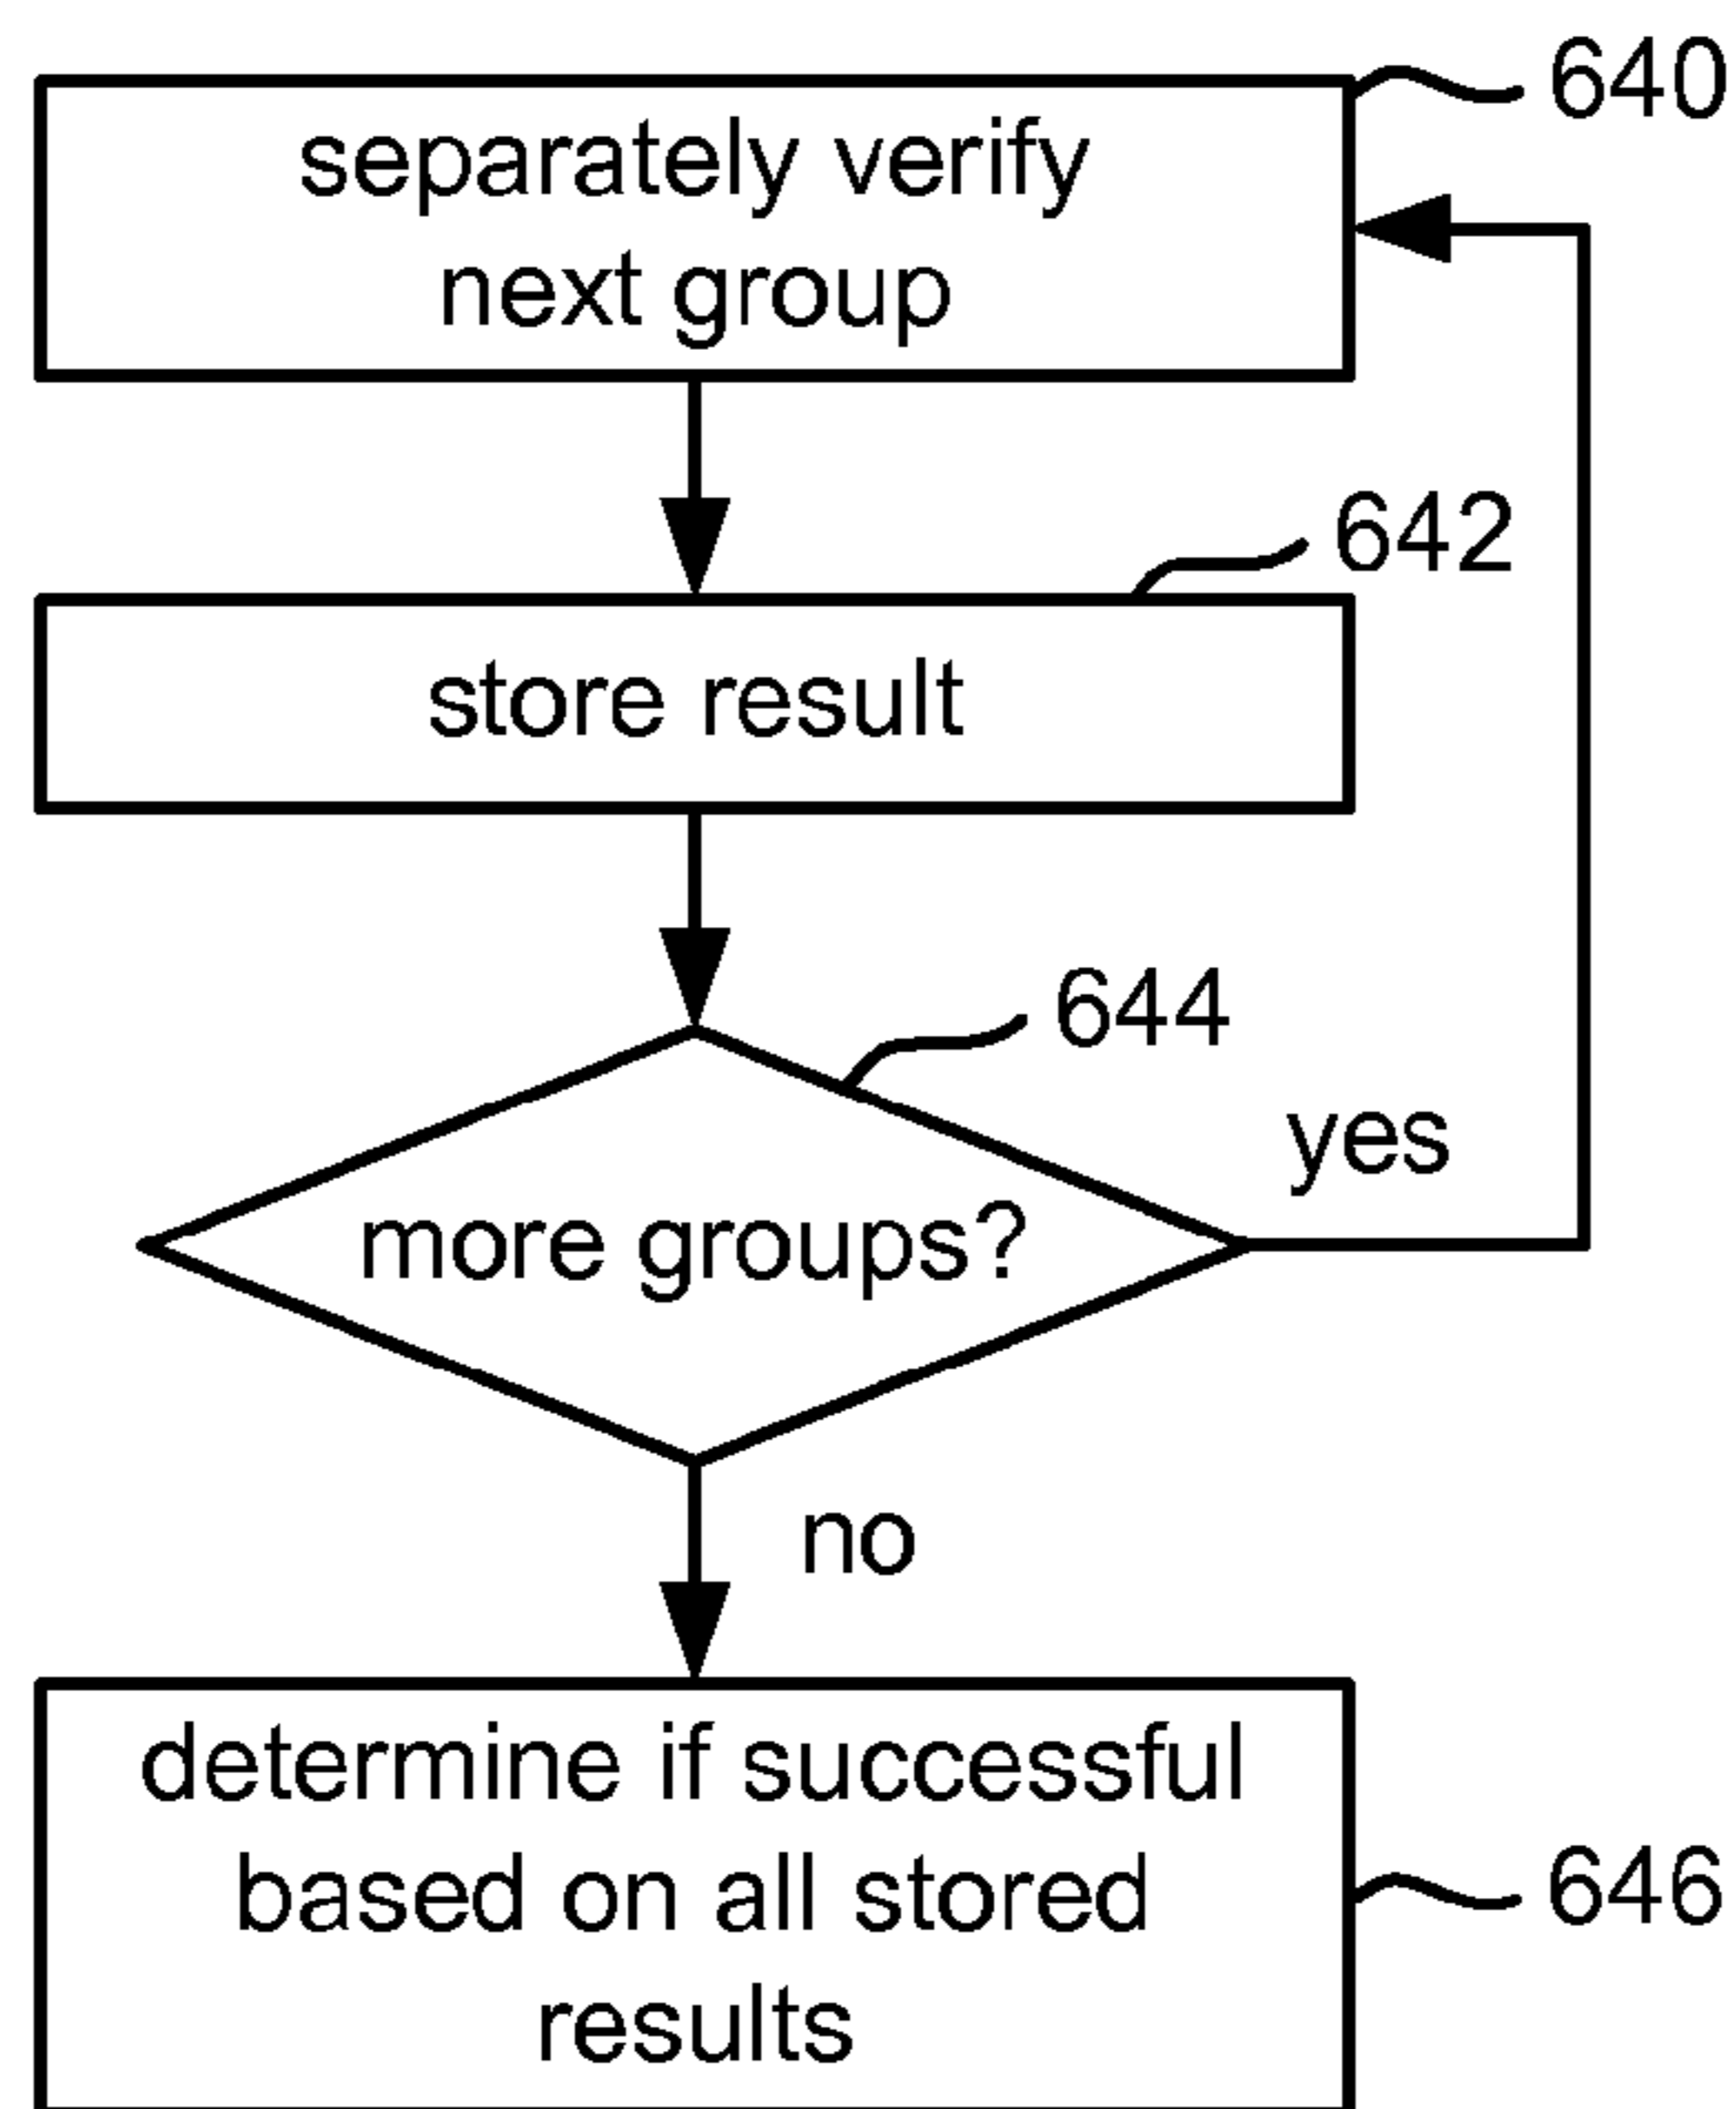 640
separately verify
next group
642
store result
644
yes
more groups?
no
determine if successful
based on all stored
646
results